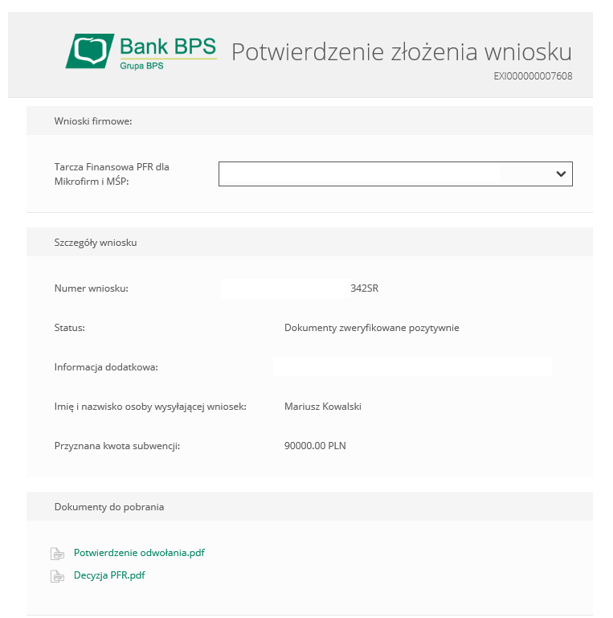 Bank BPS
Grupa BPS
Potwierdzenie złożenia wniosku
EXI000000007608
Wnioski firmowe:
Tarcza Finansowa PFR dla
Mikrofirm i MŚP:
Szczegóły wniosku
Numer wniosku: 342SR
Status: Dokumenty zweryfikowane pozytywnie
Informacja dodatkowa:
Imię i nazwisko osoby wysyłającej wniosek: Mariusz Kowalski
Przyznana kwota subwencji: 90000.00 PLN
Dokumenty do pobrania
Potwierdzenie odwołania.pdf
Decyzja PFR.pdf